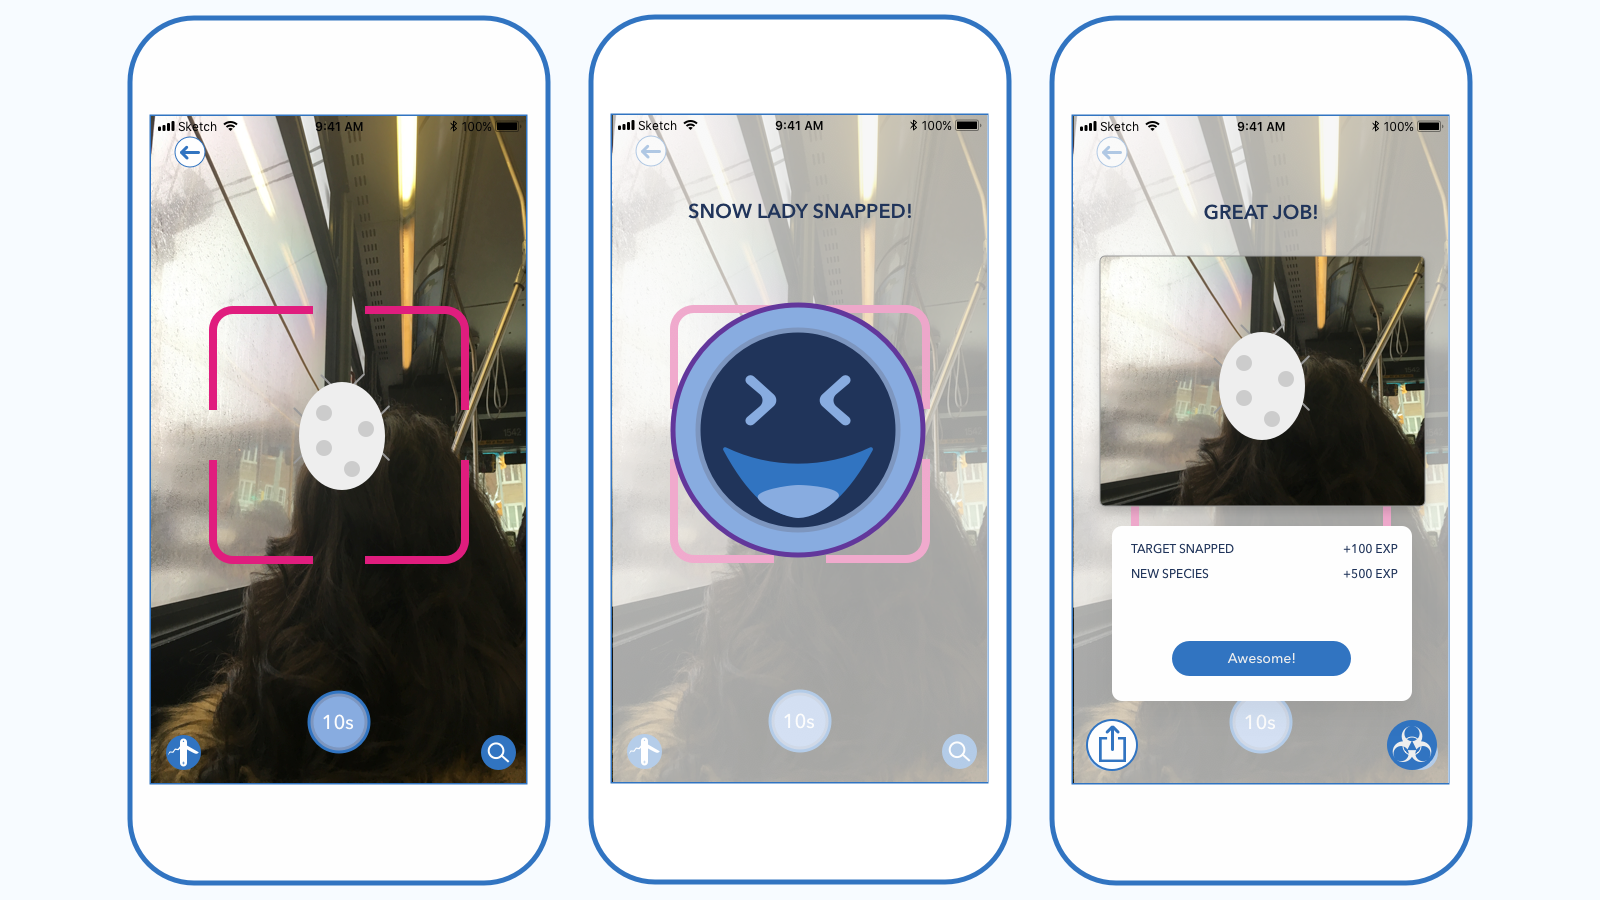 Sketch 9:41 AM 100%
10s
Sketch 9:41 AM 100%
SNOW LADY SNAPPED!
10s
Sketch 9:41 AM 100%
GREAT JOB!
TARGET SNAPPED +100 EXP
NEW SPECIES +500 EXP
Awesome!
10s